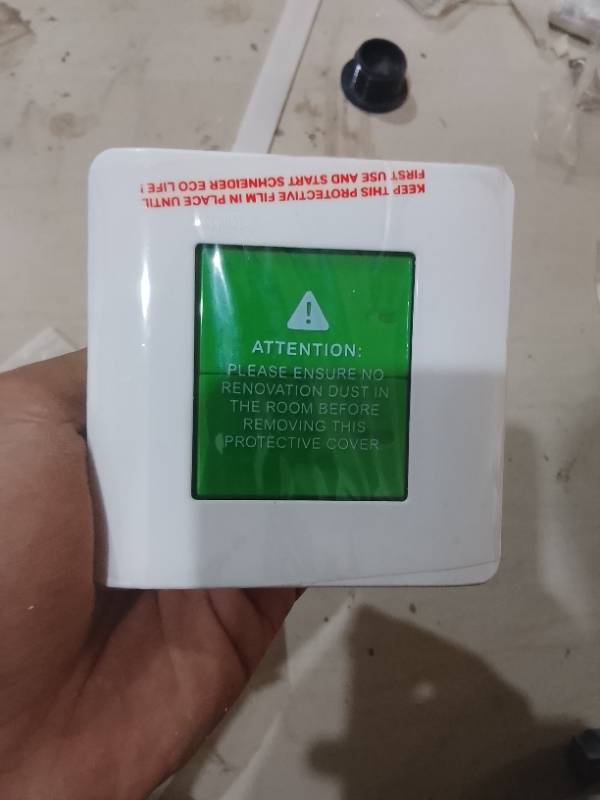 KEEP THIS PROTECTIVE FILM IN PLACE UNTIL
FIRST USE AND START SCHNEIDER ECO LIFE !
ATTENTION:
PLEASE ENSURE NO
RENOVATION DUST IN
THE ROOM BEFORE
REMOVING THIS
PROTECTIVE COVER